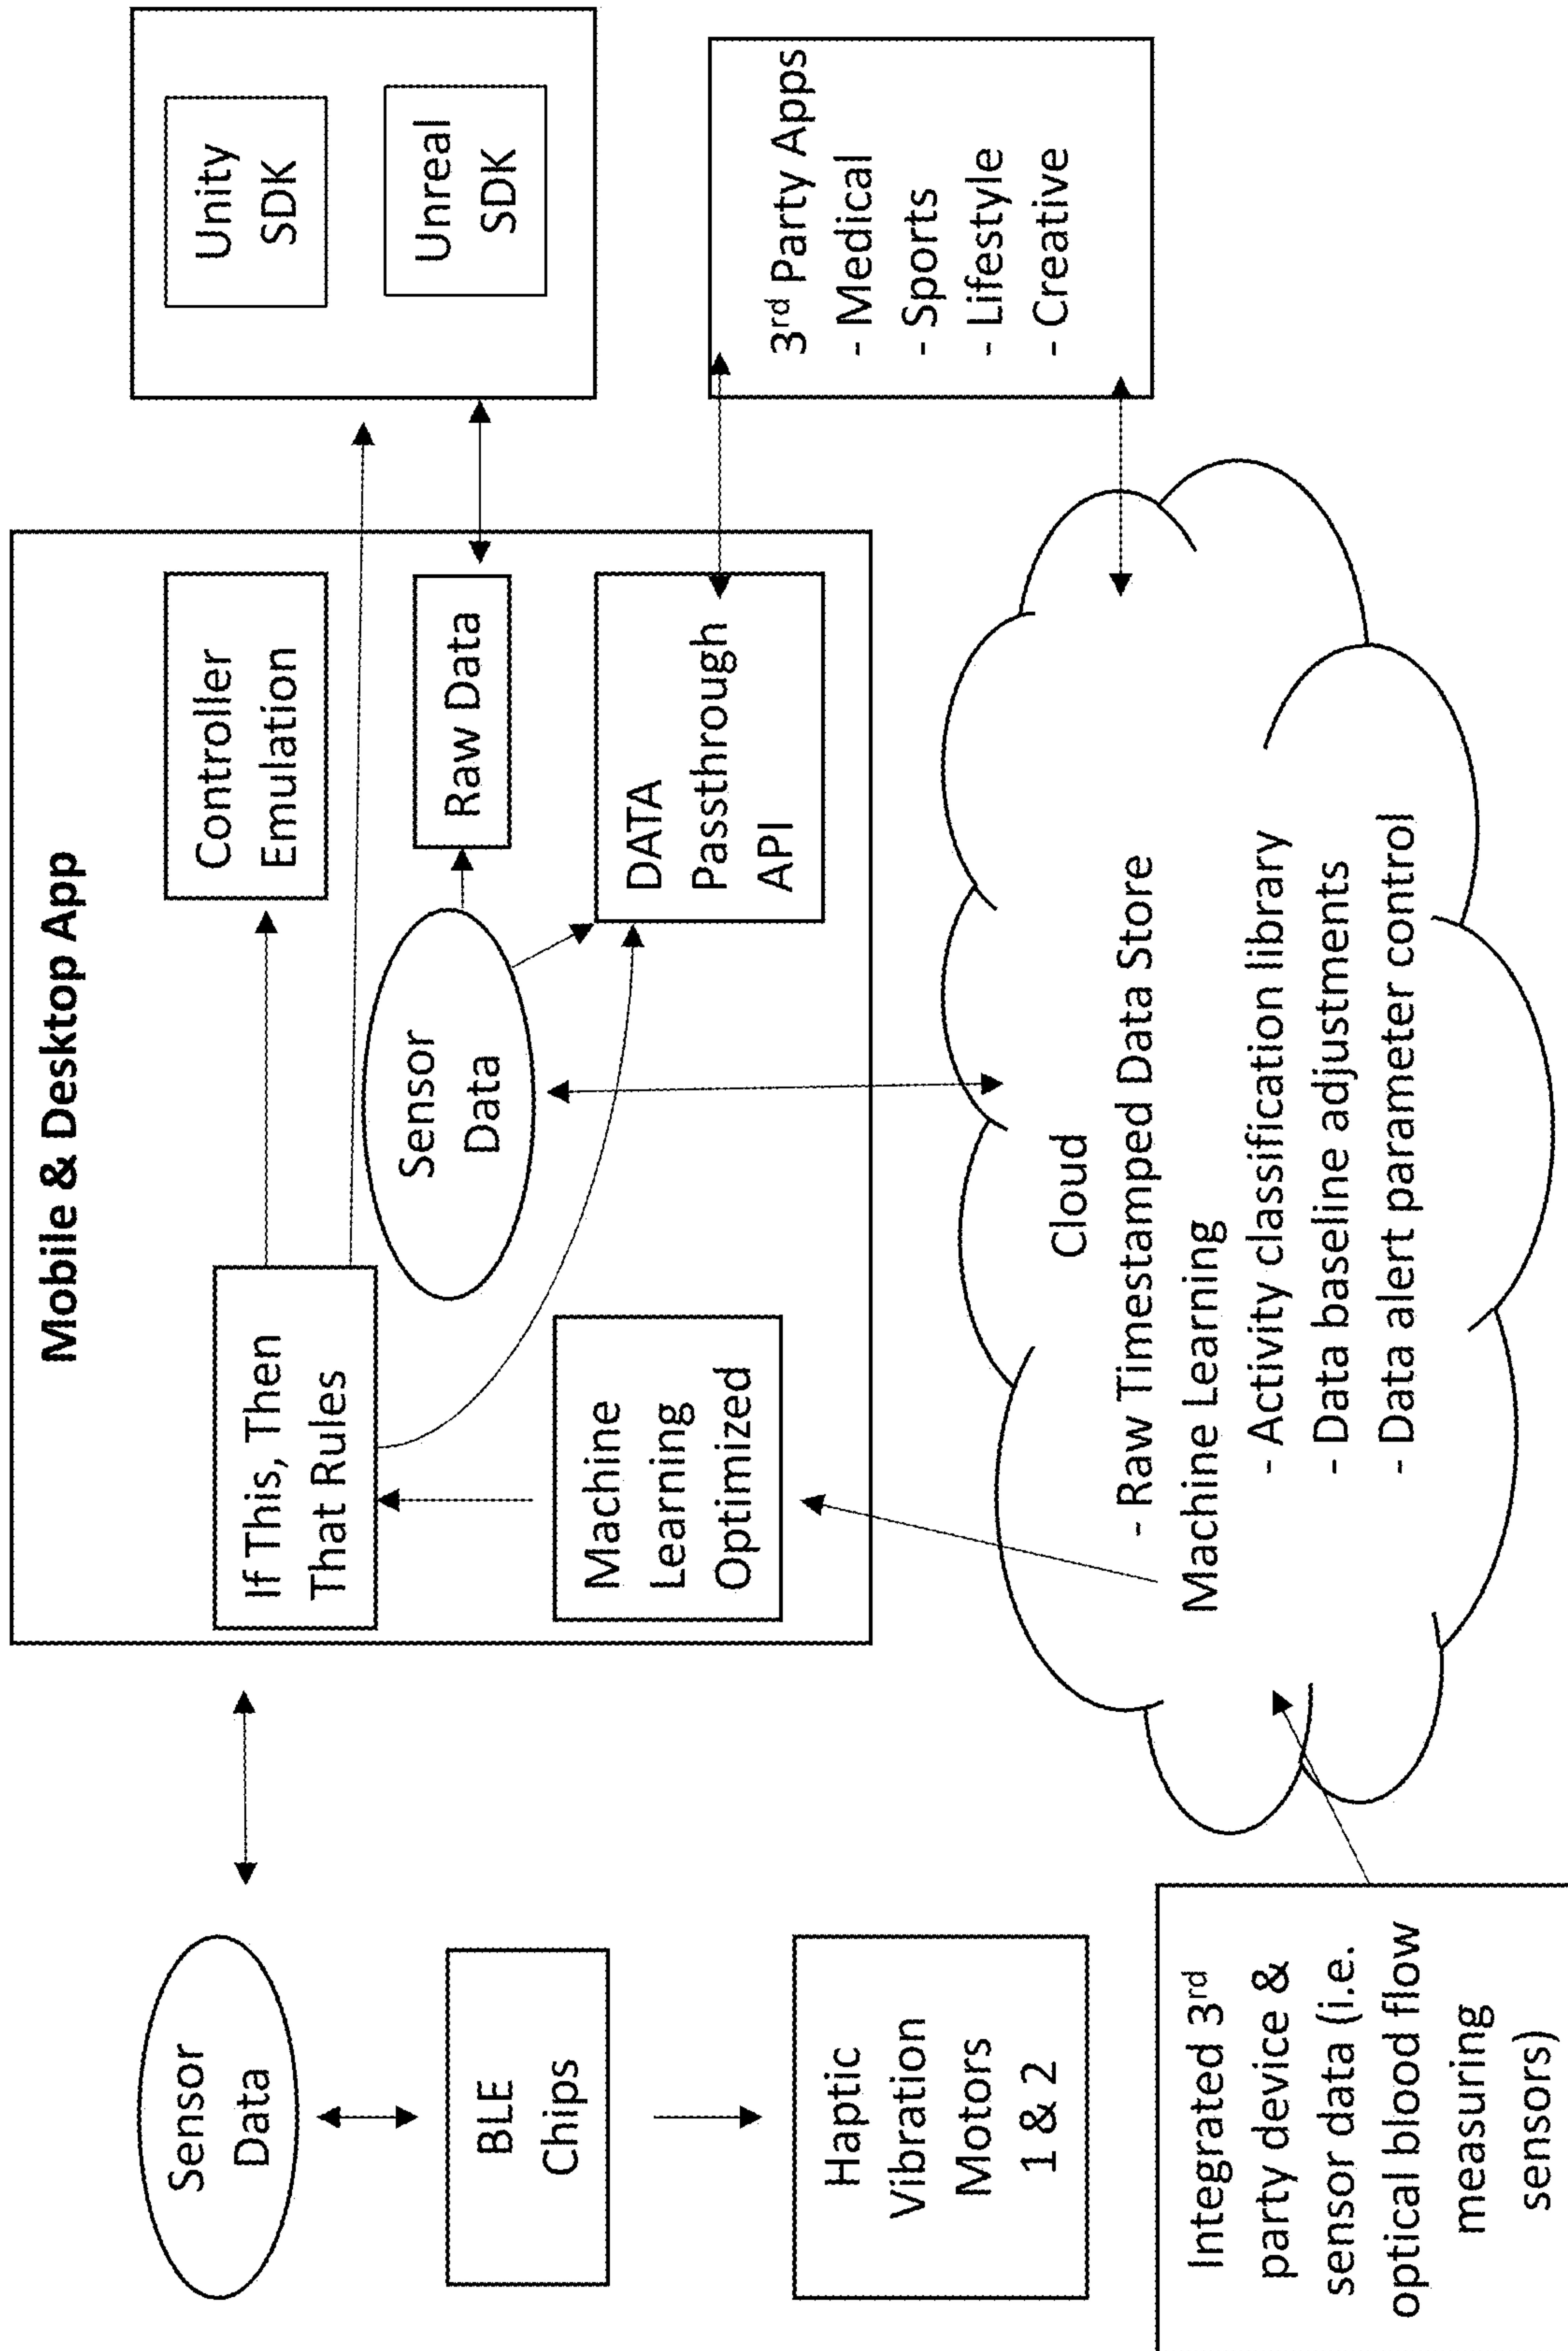 Mobile & Desktop App
Sensor
Data
BLE
Chips
Haptic
Vibration
Motors
1 & 2
Integrated 3rd
party device &
sensor data (i.e.
optical blood flow
measuring
sensors)
If This, Then
That Rules
Machine
Learning
Optimized
Sensor
Data
Controller
Emulation
Raw Data
DATA
Passthrough
API
Unity
SDK
Unreal
SDK
3rd Party Apps
- Medical
- Sports
- Lifestyle
- Creative
Cloud
- Raw Timestamped Data Store
Machine Learning
- Activity classification library
- Data baseline adjustments
- Data alert parameter control